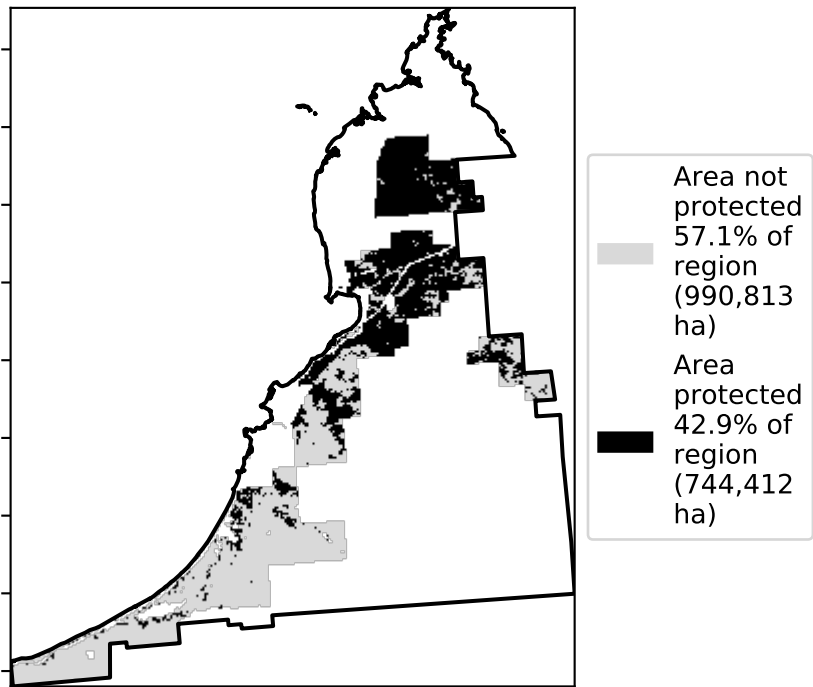 Area not
protected
57.1% of
region
(990,813
ha)
Area
protected
42.9% of
region
(744,412
ha)